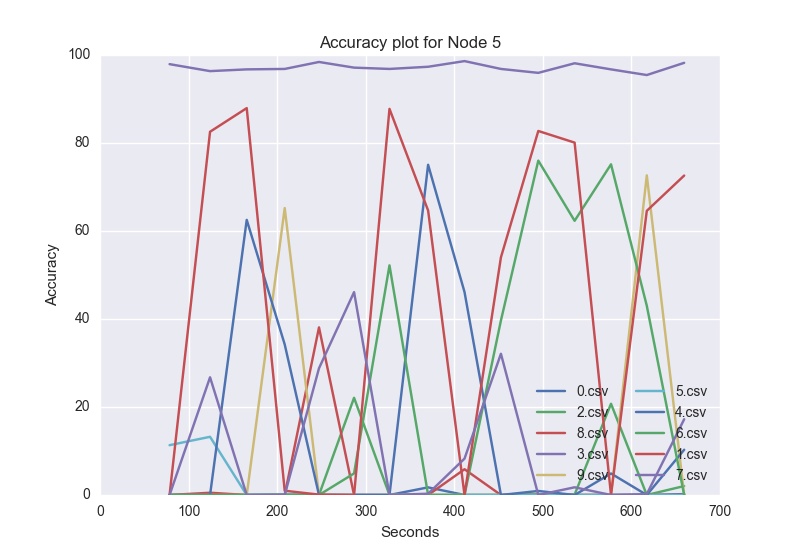 Accuracy plot for Node 5
100
80
60
40
20
0
Accuracy
0.csv 5.csv
2.csv 4.csv
8.csv 6.csv
3.csv 1.csv
9.csv 7.csv
0 100 200 300 400 500 600 700
Seconds